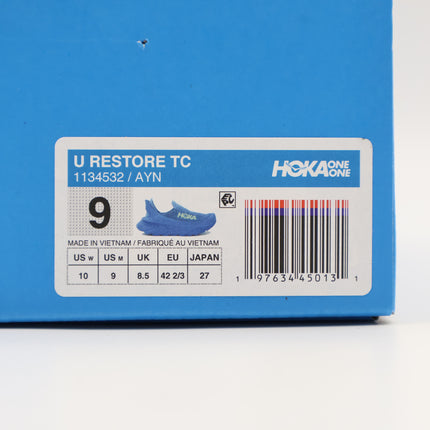 U RESTORE TC
1134532 / AYN
HOKA ONE ONE
9
HOKA
MADE IN VIETNAM / FABRIQUÉ AU VIETNAM
US W US M UK EU JAPAN
10 9 8.5 42 2/3 27
1 97634 45013 1